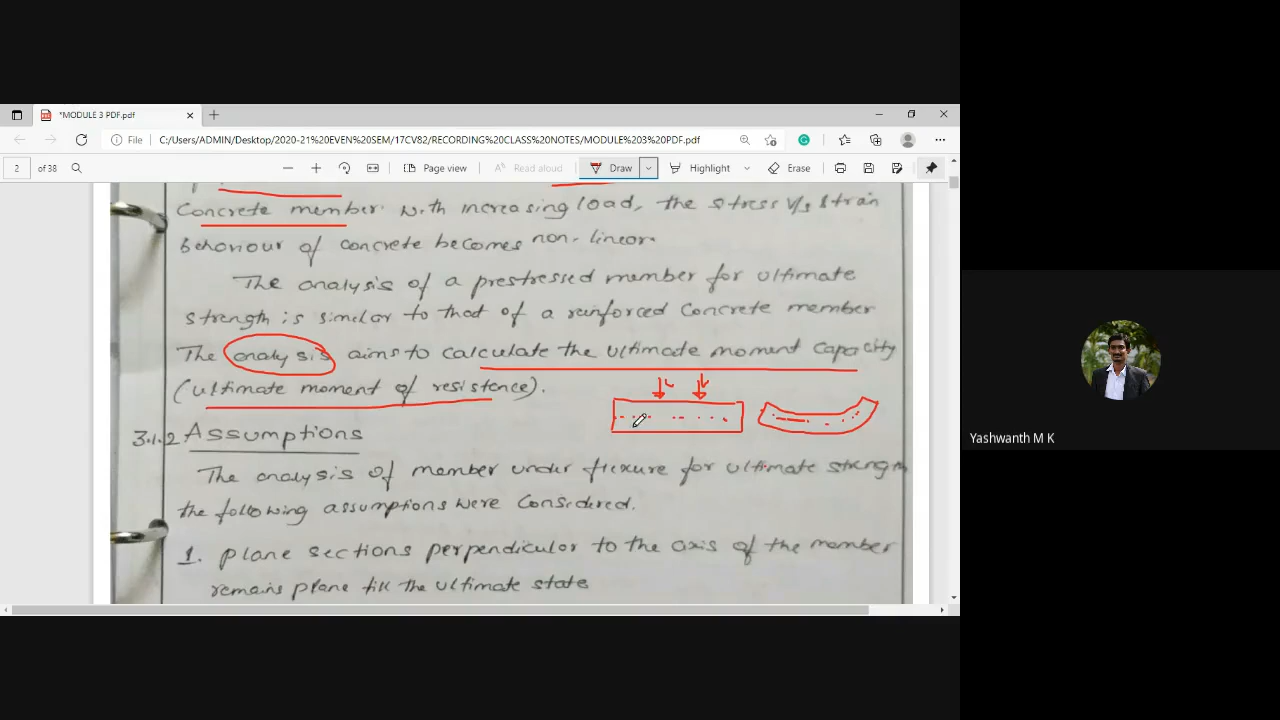 *MODULE 3 PDF.pdf
File C:/Users/ADMIN/Desktop/2020-21%20EVEN%20SEM/17CV82/RECORDING%20CLASS%20NOTES/MODULE%203%20PDF.pdf
2 of 38 Page view Read aloud Draw Highlight Erase
Concrete member. with increasing load, the stress v/s strain
behaviour of concrete becomes non-linear.
The analysis of a prestressed member for ultimate
strength is similar to that of a reinforced concrete member
The analysis aims to calculate the ultimate moment capacity
(ultimate moment of resistence).
3.1.2 Assumptions
The analysis of member under flexure for ultimate strength
the following assumptions were considered.
1. plane sections perpendicular to the axis of the member
remains plane till the ultimate state
Yashwanth M K